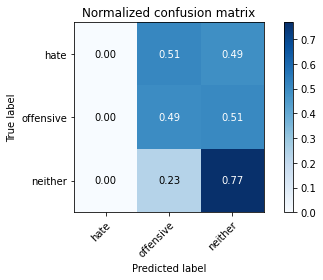 Normalized confusion matrix
True label
hate
0.00 0.51 0.49
offensive
0.00 0.49 0.51
neither
0.00 0.23 0.77
hate
offensive
neither
Predicted label
0.7
0.6
0.5
0.4
0.3
0.2
0.1
0.0